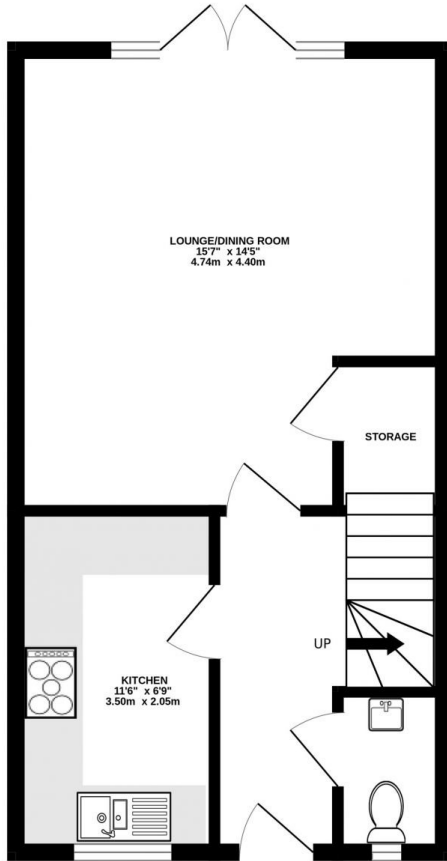 LOUNGE/DINING ROOM
15'7" x 14'5"
4.74m x 4.40m
STORAGE
UP
KITCHEN
11'6" x 6'9"
3.50m x 2.05m